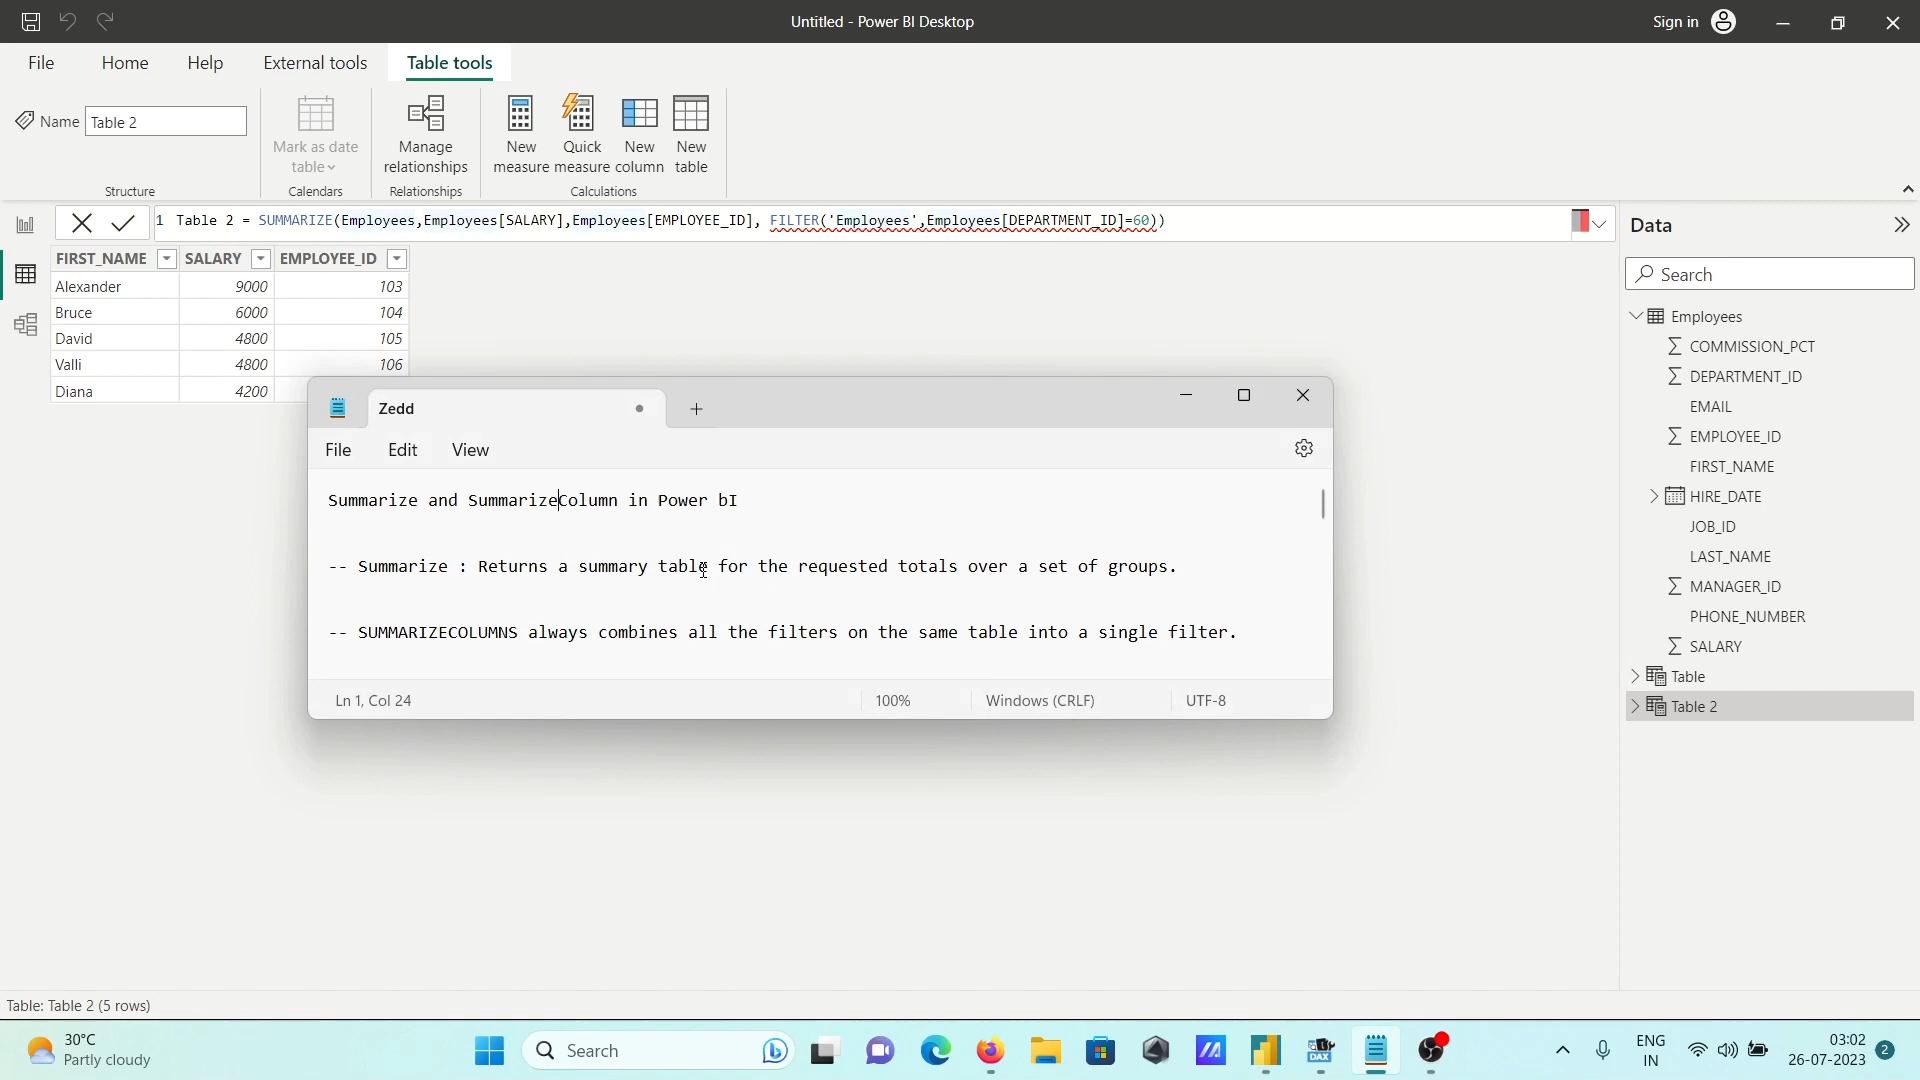 Untitled - Power BI Desktop
Sign in
File
Home
Help
External tools
Table tools
Name
Table 2
Mark as date
table
Manage
relationships
New
measure
Quick
measure
New
column
New
table
Structure
Calendars
Relationships
Calculations
1 Table 2 = SUMMARIZE(Employees,Employees[SALARY],Employees[EMPLOYEE_ID], FILTER('Employees',Employees[DEPARTMENT_ID]=60))
FIRST_NAME SALARY EMPLOYEE_ID
Alexander 9000 103
Bruce 6000 104
David 4800 105
Valli 4800 106
Diana 4200
Zedd
File
Edit
View
Summarize and SummarizeColumn in Power bI
-- Summarize : Returns a summary table for the requested totals over a set of groups.
-- SUMMARIZECOLUMNS always combines all the filters on the same table into a single filter.
Ln 1, Col 24
100%
Windows (CRLF)
UTF-8
Data
Search
Employees
COMMISSION_PCT
DEPARTMENT_ID
EMAIL
EMPLOYEE_ID
FIRST_NAME
HIRE_DATE
JOB_ID
LAST_NAME
MANAGER_ID
PHONE_NUMBER
SALARY
Table
Table 2
Table: Table 2 (5 rows)
30°C
Partly cloudy
Search
DAX
ENG
IN
03:02
26-07-2023
2